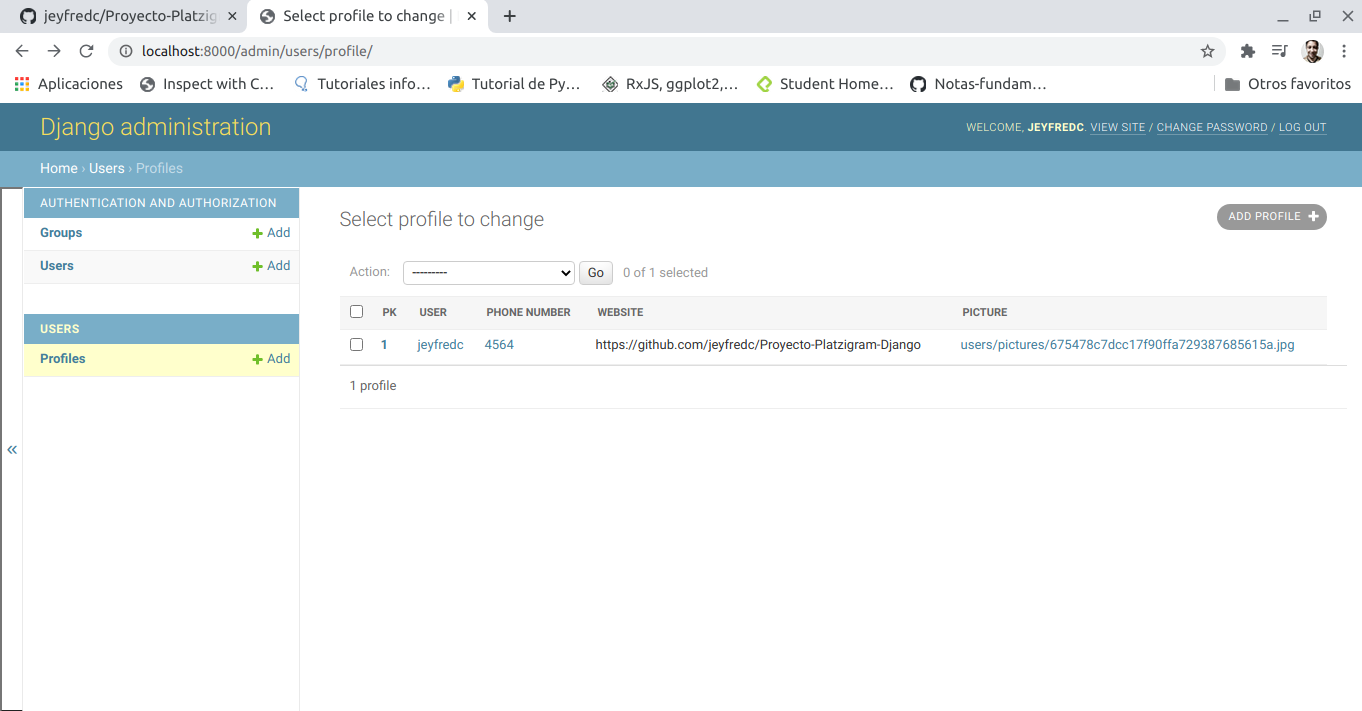 jeyfredc/Proyecto-Platzig
Select profile to change |
localhost:8000/admin/users/profile/
Aplicaciones Inspect with C... Tutoriales info... Tutorial de Py... RxJS, ggplot2,... Student Home... Notas-fundam... Otros favoritos
Django administration
WELCOME, JEYFREDC. VIEW SITE / CHANGE PASSWORD / LOG OUT
Home › Users › Profiles
AUTHENTICATION AND AUTHORIZATION
Groups + Add
Users + Add
USERS
Profiles + Add
«
Select profile to change
ADD PROFILE +
Action: --------- Go 0 of 1 selected
PK USER PHONE NUMBER WEBSITE PICTURE
1 jeyfredc 4564 https://github.com/jeyfredc/Proyecto-Platzigram-Django users/pictures/675478c7dcc17f90ffa729387685615a.jpg
1 profile